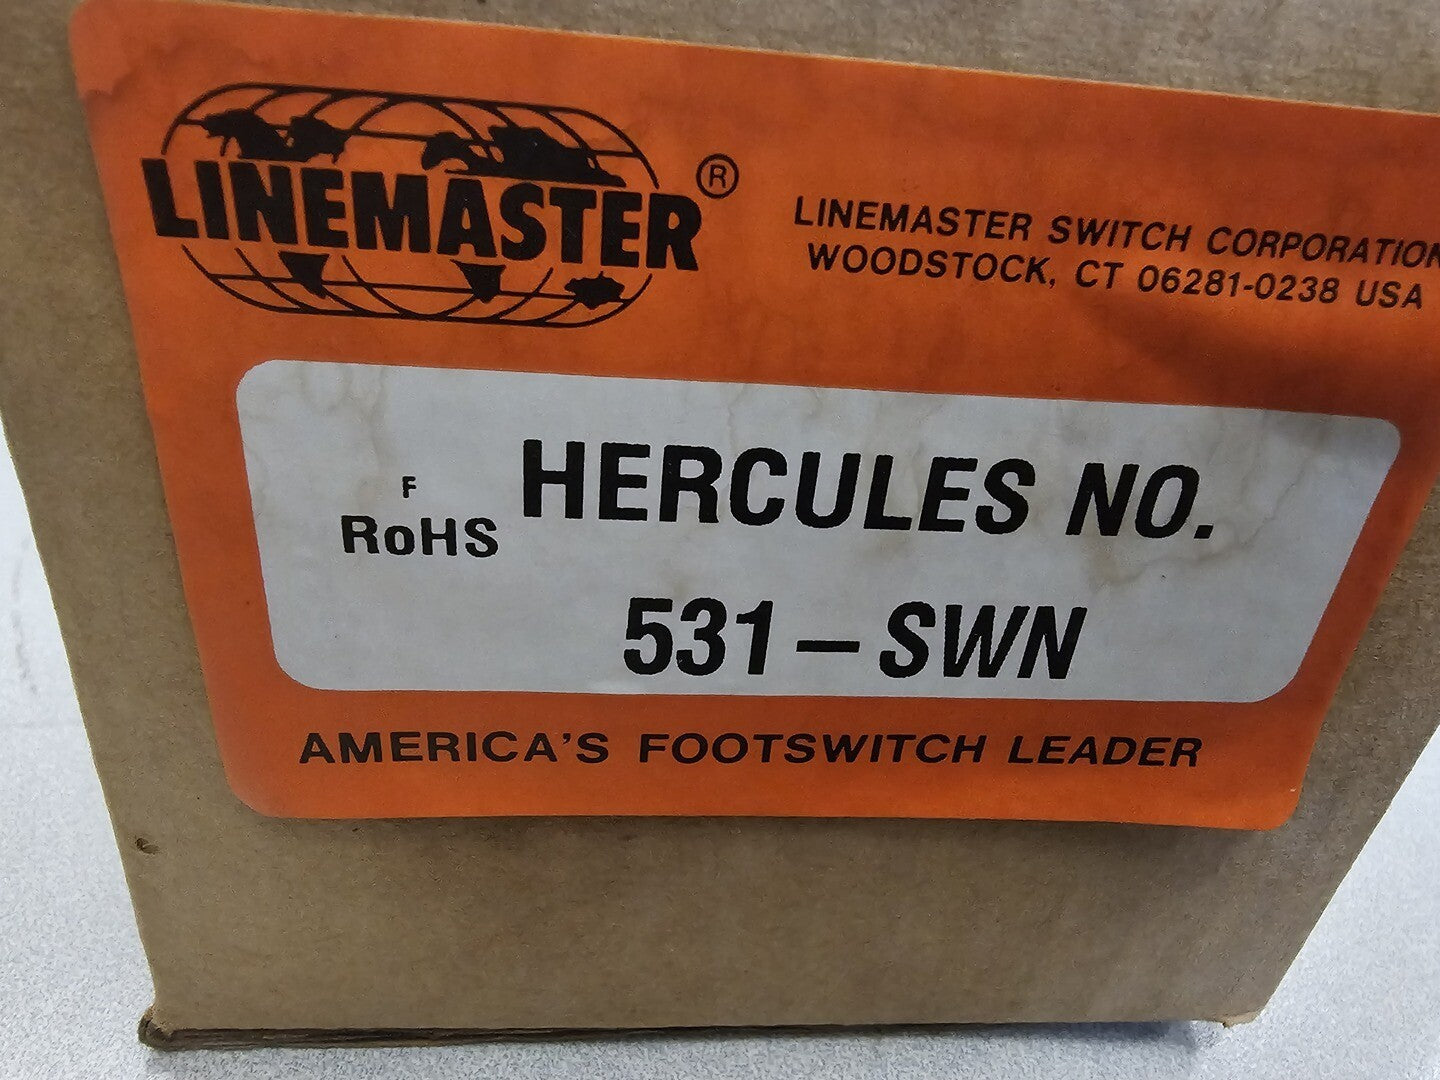 LINEMASTER®
LINEMASTER SWITCH CORPORATION
WOODSTOCK, CT 06281-0238 USA
F
RoHS
HERCULES NO.
531-SWN
AMERICA'S FOOTSWITCH LEADER